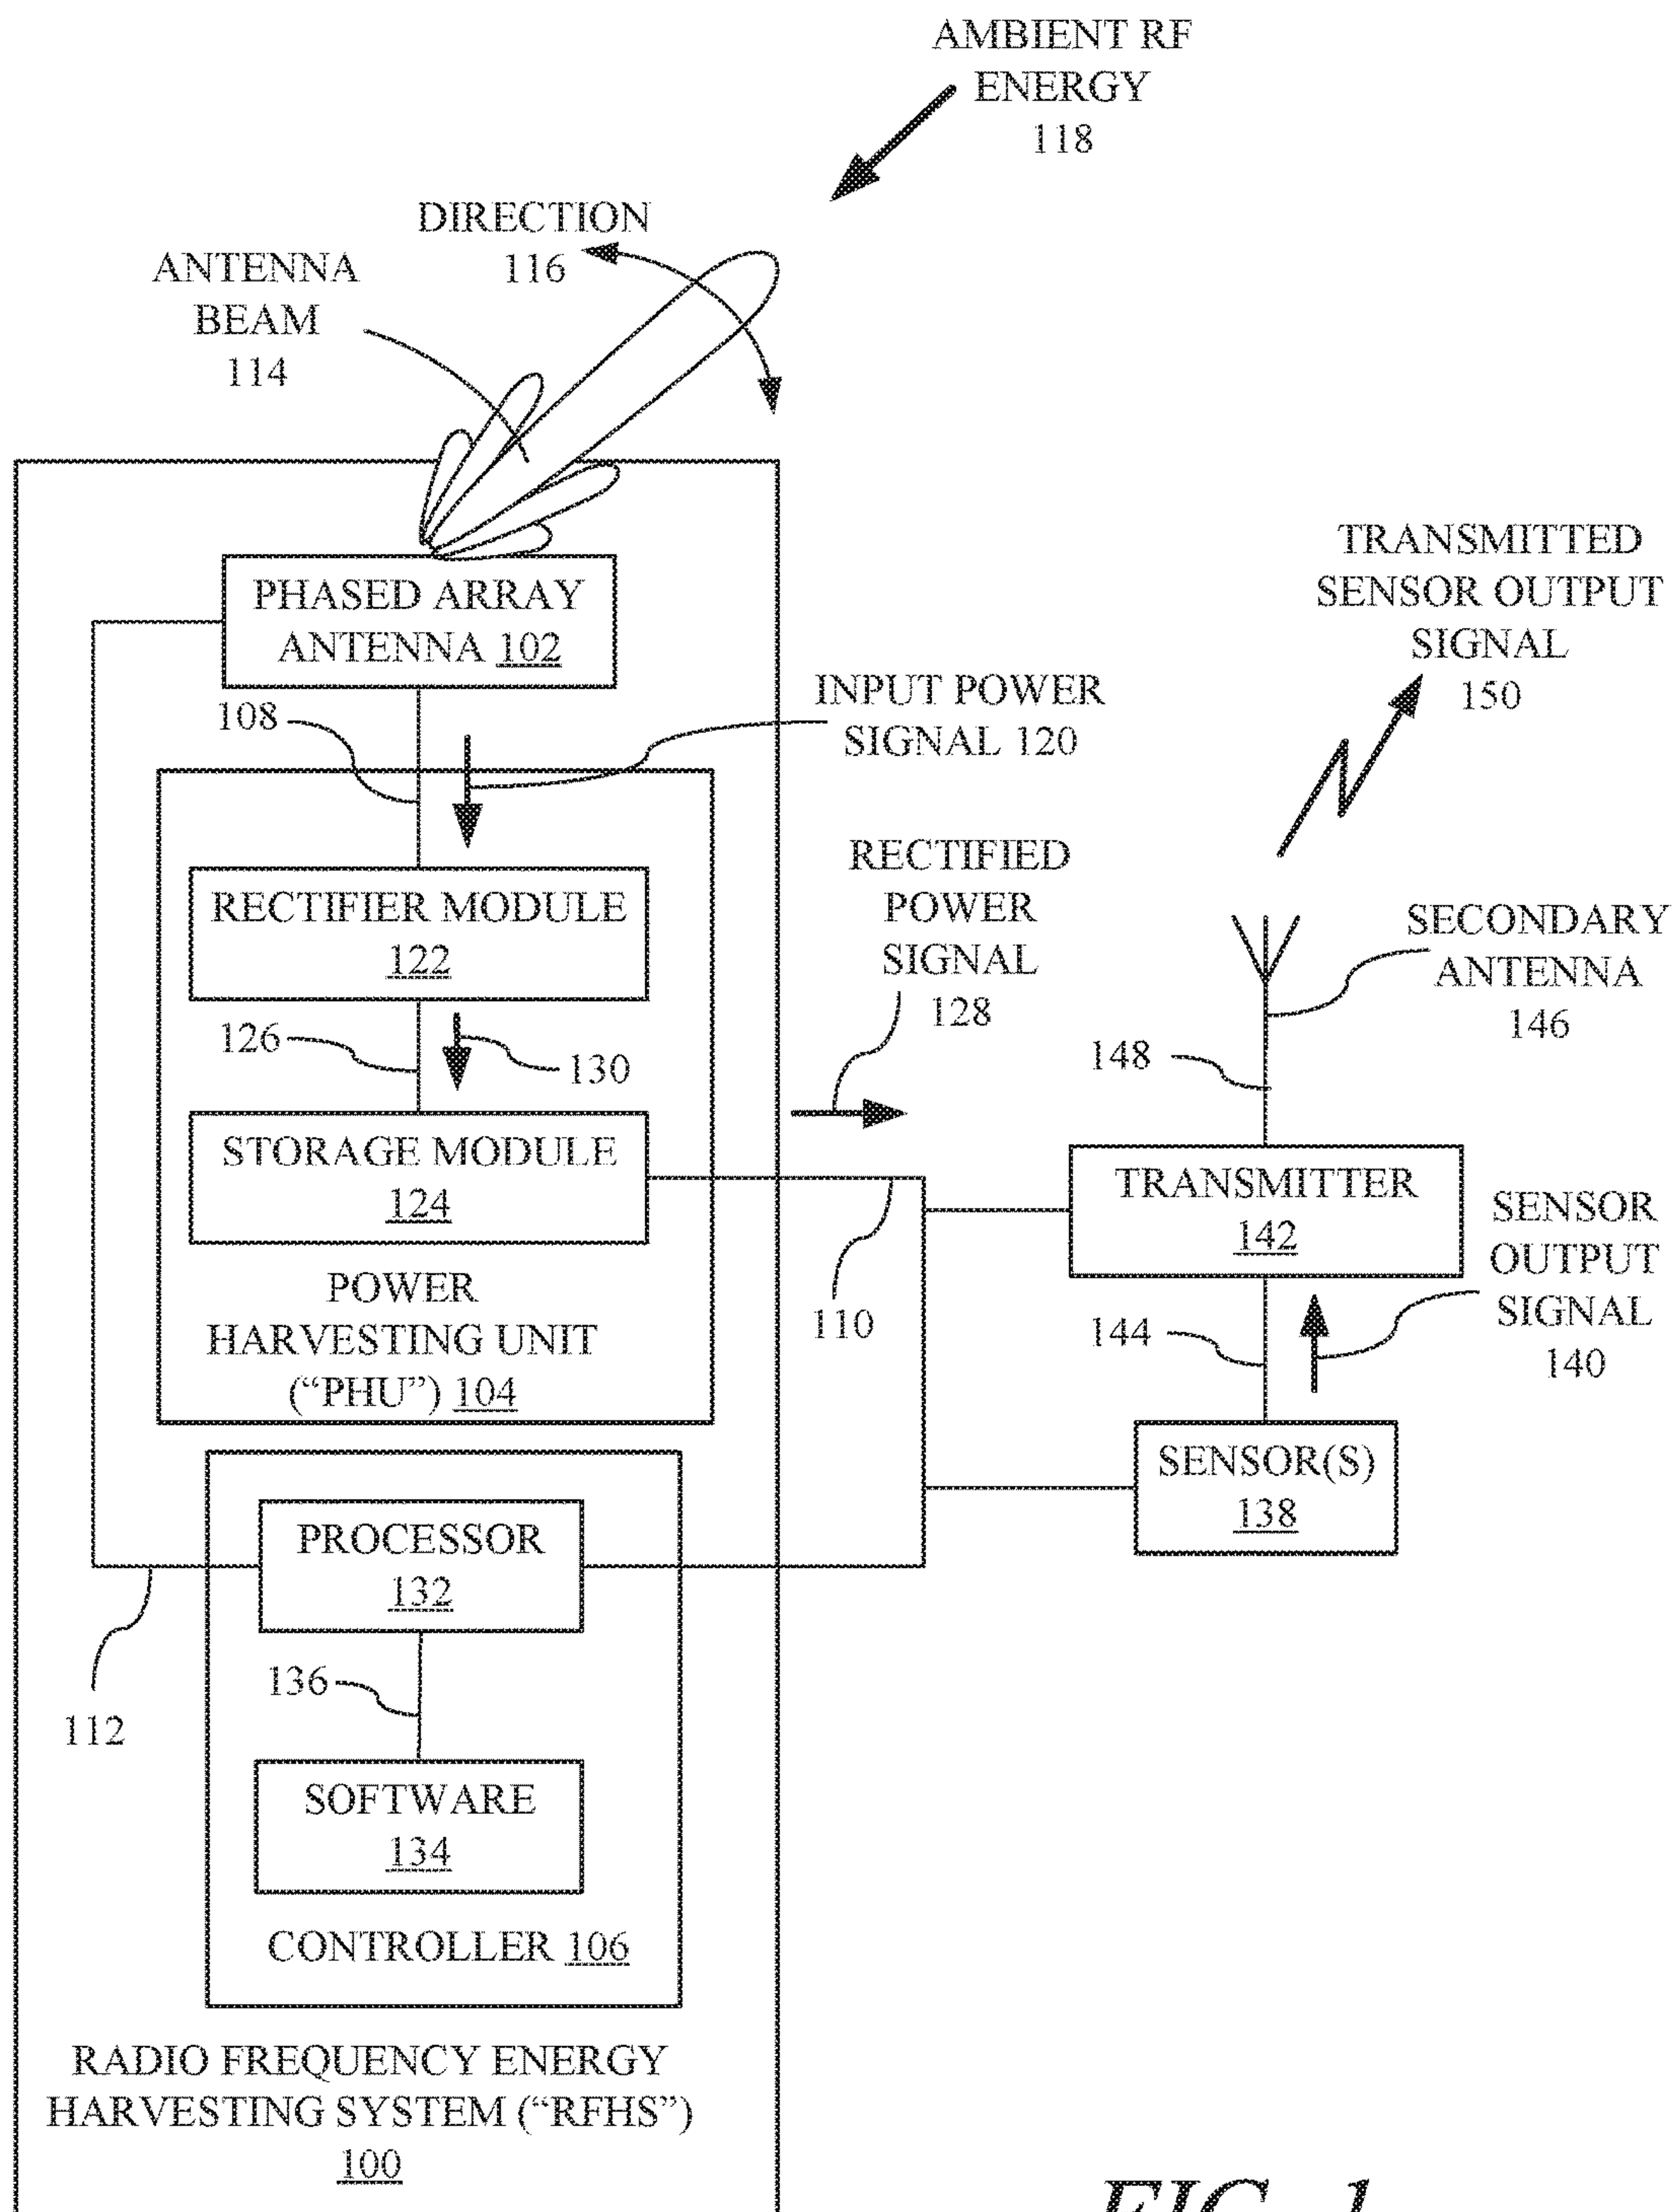 AMBIENT RF
ENERGY
118
DIRECTION
116
ANTENNA
BEAM
114
PHASED ARRAY
ANTENNA 102
108
INPUT POWER
SIGNAL 120
TRANSMITTED
SENSOR OUTPUT
SIGNAL
150
RECTIFIER MODULE
122
RECTIFIED
POWER
SIGNAL
128
SECONDARY
ANTENNA
146
126
130
148
STORAGE MODULE
124
TRANSMITTER
142
SENSOR
OUTPUT
SIGNAL
140
POWER
HARVESTING UNIT
(“PHU”) 104
110
144
SENSOR(S)
138
PROCESSOR
132
136
112
SOFTWARE
134
CONTROLLER 106
RADIO FREQUENCY ENERGY
HARVESTING SYSTEM (“RFHS”)
100
FIG. 1